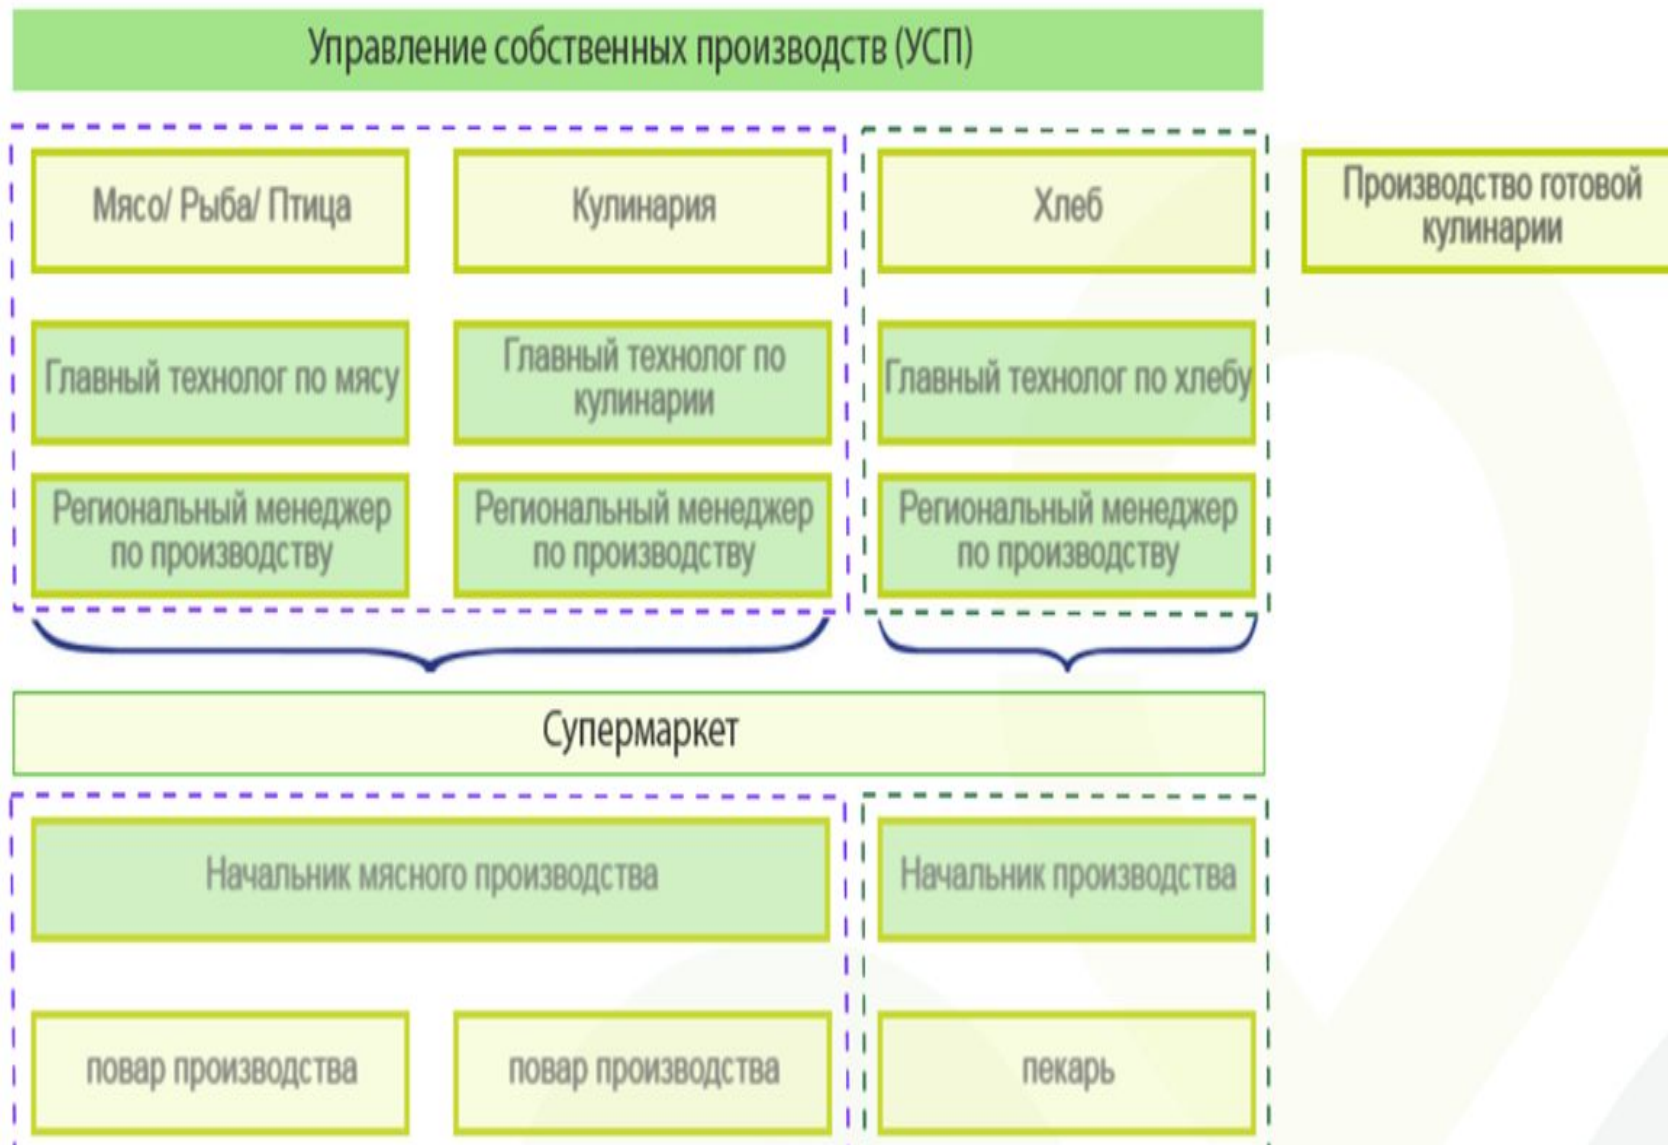 Управление собственных производств (УСП)
Мясо/ Рыба/ Птица
Кулинария
Хлеб
Производство готовой
кулинарии
Главный технолог по мясу
Главный технолог по
кулинарии
Главный технолог по хлебу
Региональный менеджер
по производству
Региональный менеджер
по производству
Региональный менеджер
по производству
Супермаркет
Начальник мясного производства
Начальник производства
повар производства
повар производства
пекарь